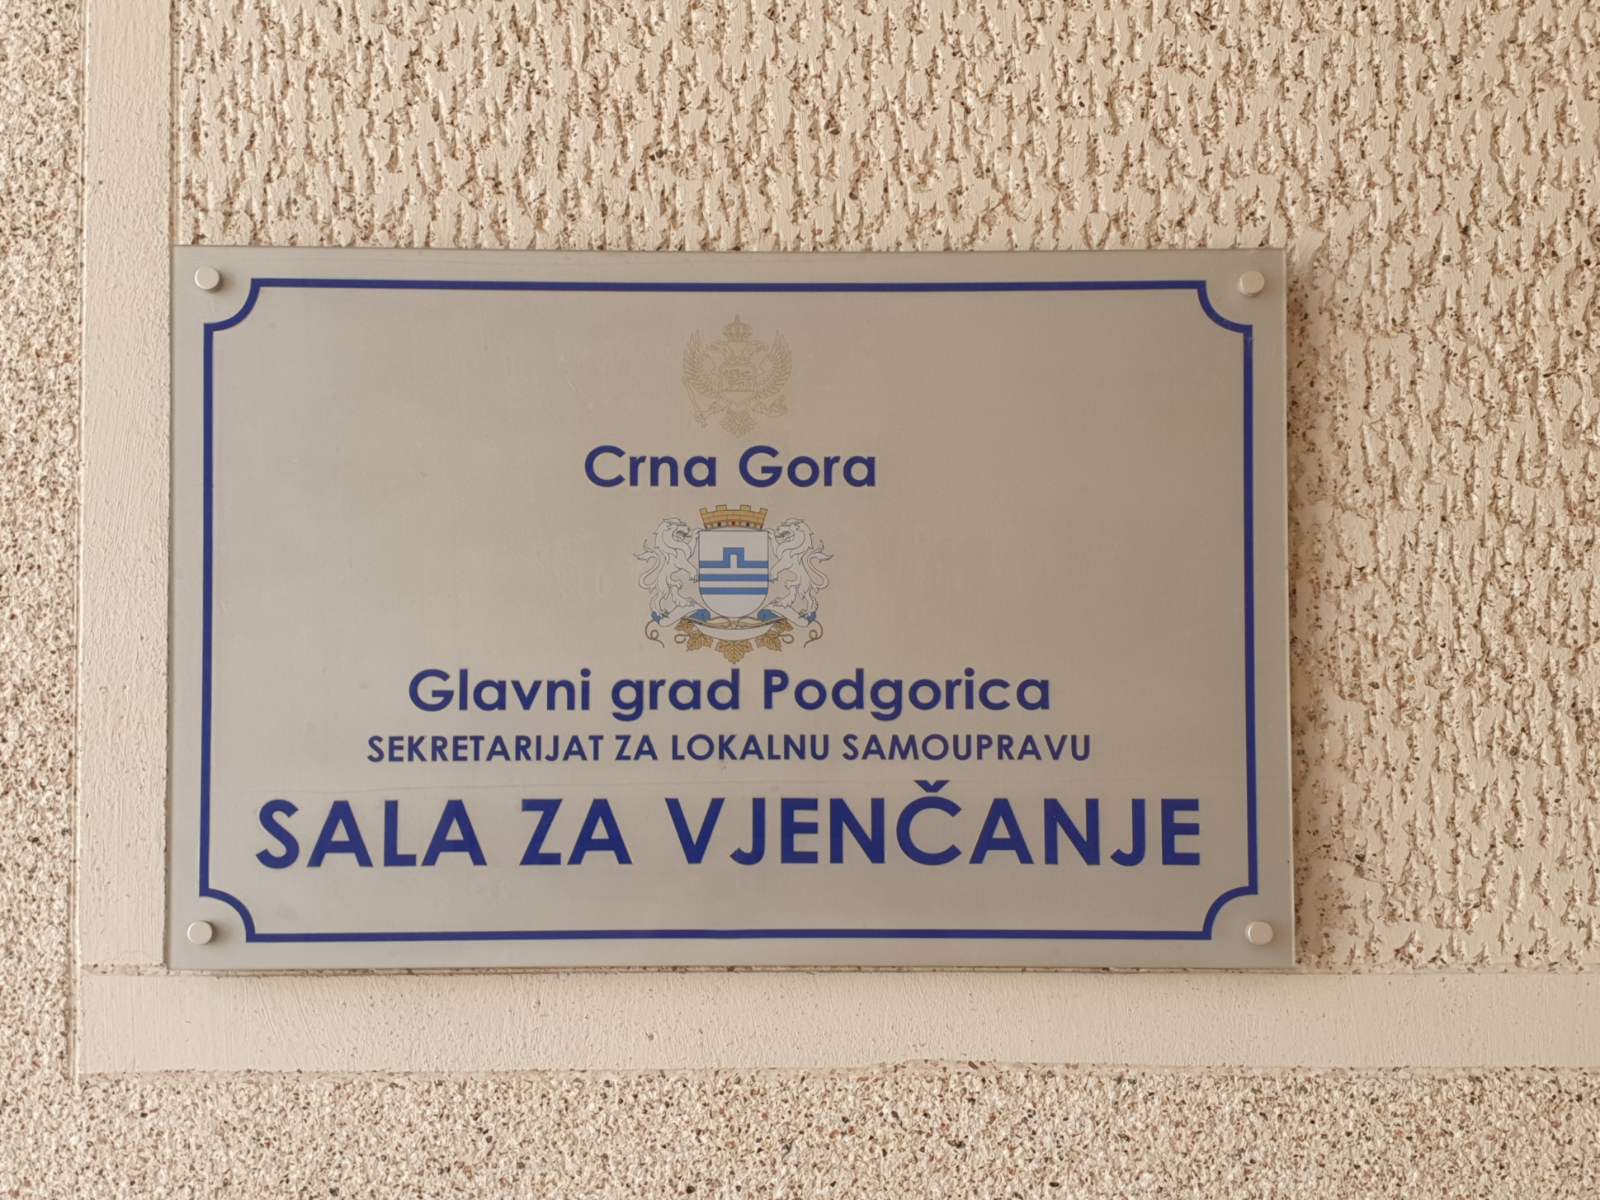 Crna Gora
Glavni grad Podgorica
SEKRETARIJAT ZA LOKALNU SAMOUPRAVU
SALA ZA VJENČANJE